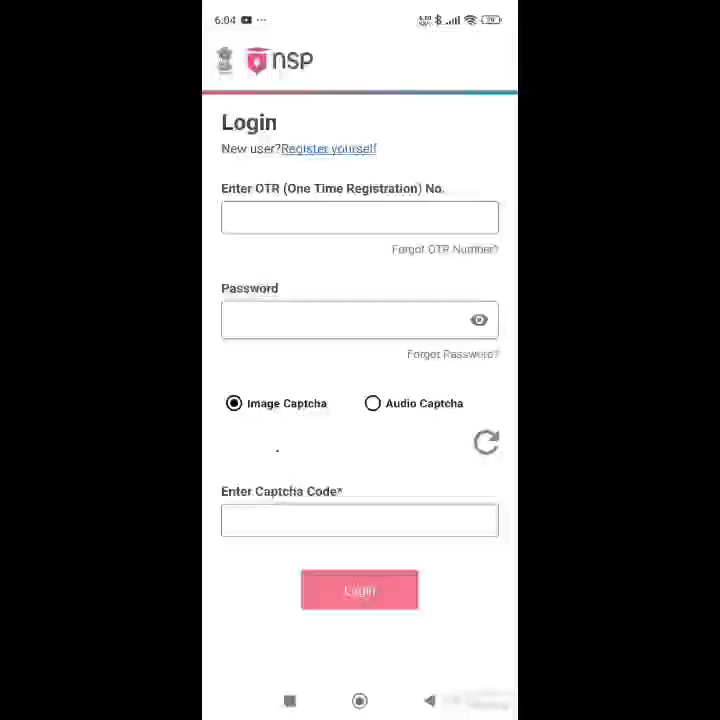 6:04
nsp
Login
New user?Register yourself
Enter OTR (One Time Registration) No.
Forgot OTR Number?
Password
Forgot Password?
Image Captcha Audio Captcha
Enter Captcha Code*
Login